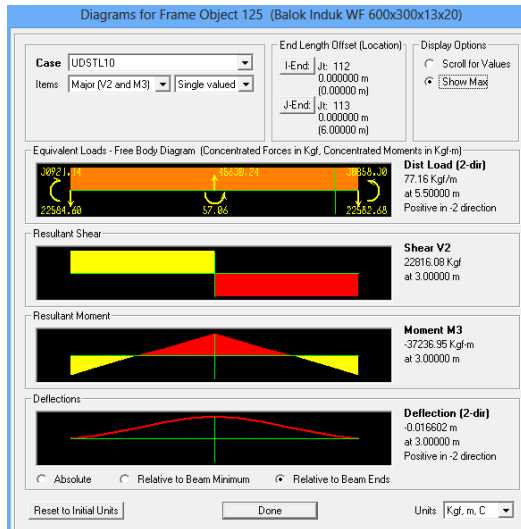 Diagrams for Frame Object 125 (Balok Induk WF 600x300x13x20)
Case UDSTL10
Items Major (V2 and M3) Single valued
End Length Offset (Location)
I-End: Jt: 112
0.000000 m
(0.00000 m)
J-End: Jt: 113
0.000000 m
(6.00000 m)
Display Options
Scroll for Values
Show Max
Equivalent Loads - Free Body Diagram (Concentrated Forces in Kgf, Concentrated Moments in Kgf-m)
30921.14 45630.24 30858.30
22584.60 57.06 22582.68
Dist Load (2-dir)
77.16 Kgf/m
at 5.50000 m
Positive in -2 direction
Resultant Shear
Shear V2
22816.08 Kgf
at 3.00000 m
Resultant Moment
Moment M3
-37236.95 Kgf-m
at 3.00000 m
Deflections
Deflection (2-dir)
-0.016602 m
at 3.00000 m
Positive in -2 direction
Absolute Relative to Beam Minimum Relative to Beam Ends
Reset to Initial Units Done Units Kgf, m, C